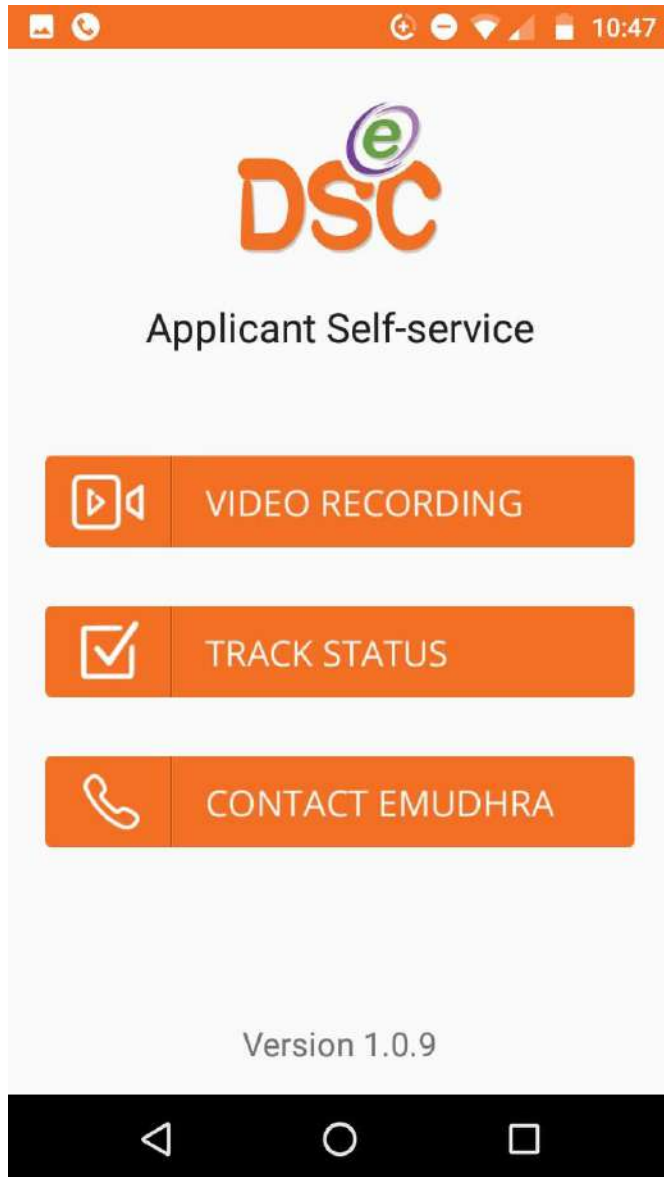 10:47
e
DSC
Applicant Self-service
VIDEO RECORDING
TRACK STATUS
CONTACT EMUDHRA
Version 1.0.9